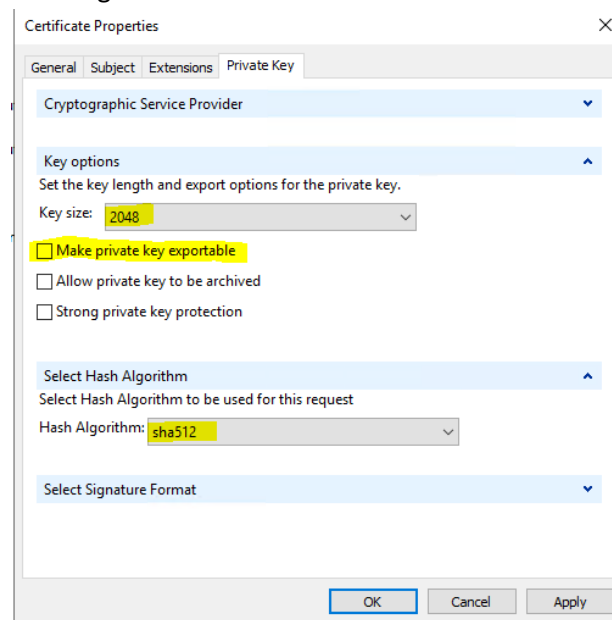 Certificate Properties
General Subject Extensions Private Key
Cryptographic Service Provider
Key options
Set the key length and export options for the private key.
Key size: 2048
Make private key exportable
Allow private key to be archived
Strong private key protection
Select Hash Algorithm
Select Hash Algorithm to be used for this request
Hash Algorithm: sha512
Select Signature Format
OK Cancel Apply